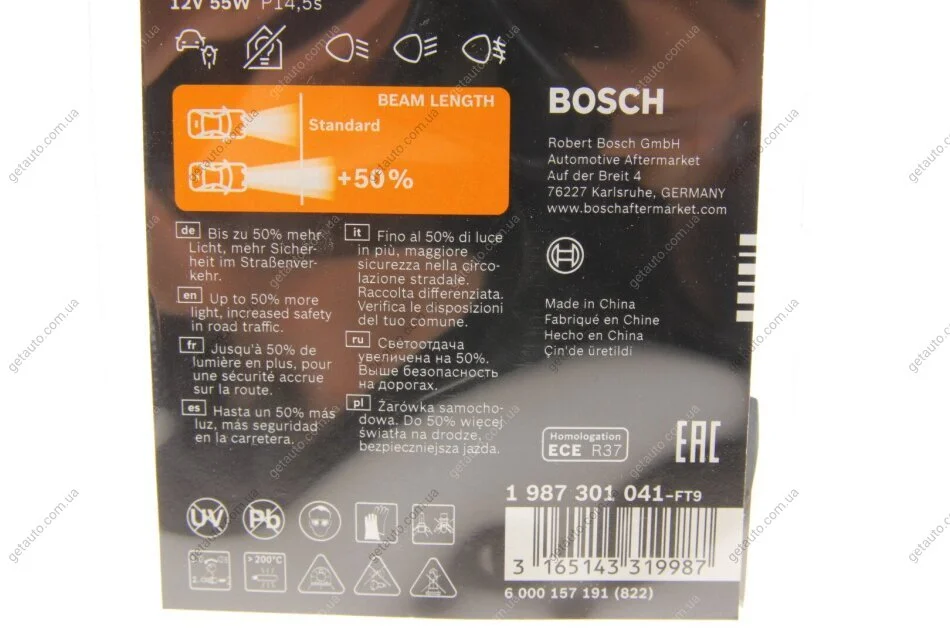 12V 55W P14,5s
BEAM LENGTH
Standard
+50%
de Bis zu 50% mehr
Licht, mehr Sicher-
heit im Straßenver-
kehr.
en Up to 50% more
light, increased safety
in road traffic.
fr Jusqu'à 50% de
lumière en plus, pour
une sécurité accrue
sur la route.
es Hasta un 50% más
luz, más seguridad
en la carretera.
it Fino al 50% di luce
in più, maggiore
sicurezza nella circo-
lazione stradale.
Raccolta differenziata.
Verifica le disposizioni
del tuo comune.
ru Светоотдача
увеличена на 50%.
Выше безопасность
на дорогах.
pl Żarówka samocho-
dowa. Do 50% więcej
światła na drodze,
bezpieczniejsza jazda.
BOSCH
Robert Bosch GmbH
Automotive Aftermarket
Auf der Breit 4
76227 Karlsruhe, GERMANY
www.boschaftermarket.com
Made in China
Fabriqué en Chine
Hecho en China
Çin'de üretildi
Homologation
ECE R37
EAC
1 987 301 041-FT9
3 165143 319987
6 000 157 191 (822)
UV
Pb
> 200°C
getauto.com.ua